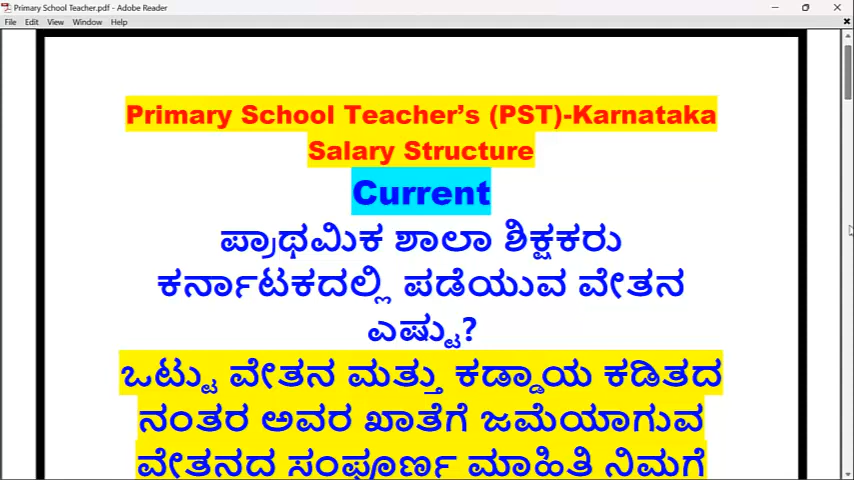 Primary School Teacher.pdf - Adobe Reader
File Edit View Window Help
Primary School Teacher’s (PST)-Karnataka
Salary Structure
Current
ಪ್ರಾಥಮಿಕ ಶಾಲಾ ಶಿಕ್ಷಕರು
ಕರ್ನಾಟಕದಲ್ಲಿ ಪಡೆಯುವ ವೇತನ
ಎಷ್ಟು?
ಒಟ್ಟು ವೇತನ ಮತ್ತು ಕಡ್ಡಾಯ ಕಡಿತದ
ನಂತರ ಅವರ ಖಾತೆಗೆ ಜಮೆಯಾಗುವ
ವೇತನದ ಸಂಪೂರ್ಣ ಮಾಹಿತಿ ನಿಮಗೆ